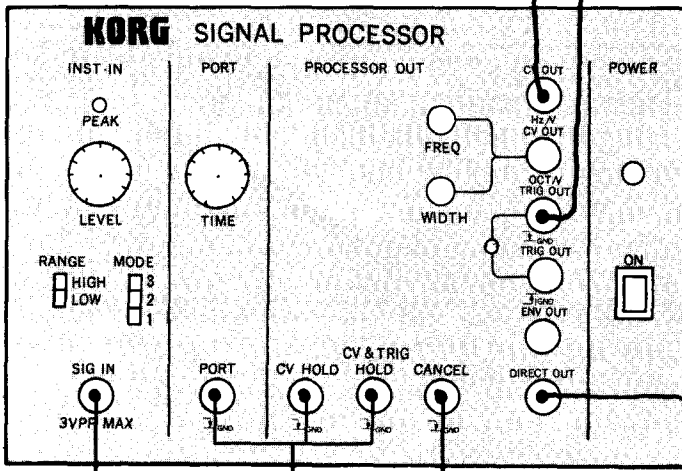 KORG SIGNAL PROCESSOR
INST-IN
PEAK
LEVEL
RANGE
HIGH
LOW
MODE
3
2
1
SIG IN
3VPP MAX
PORT
TIME
PORT
GND
PROCESSOR OUT
FREQ
WIDTH
CV HOLD
GND
CV & TRIG
HOLD
GND
CANCEL
GND
CV OUT
Hz/V
CV OUT
OCT/V
TRIG OUT
GND
TRIG OUT
GND
ENV OUT
DIRECT OUT
POWER
ON